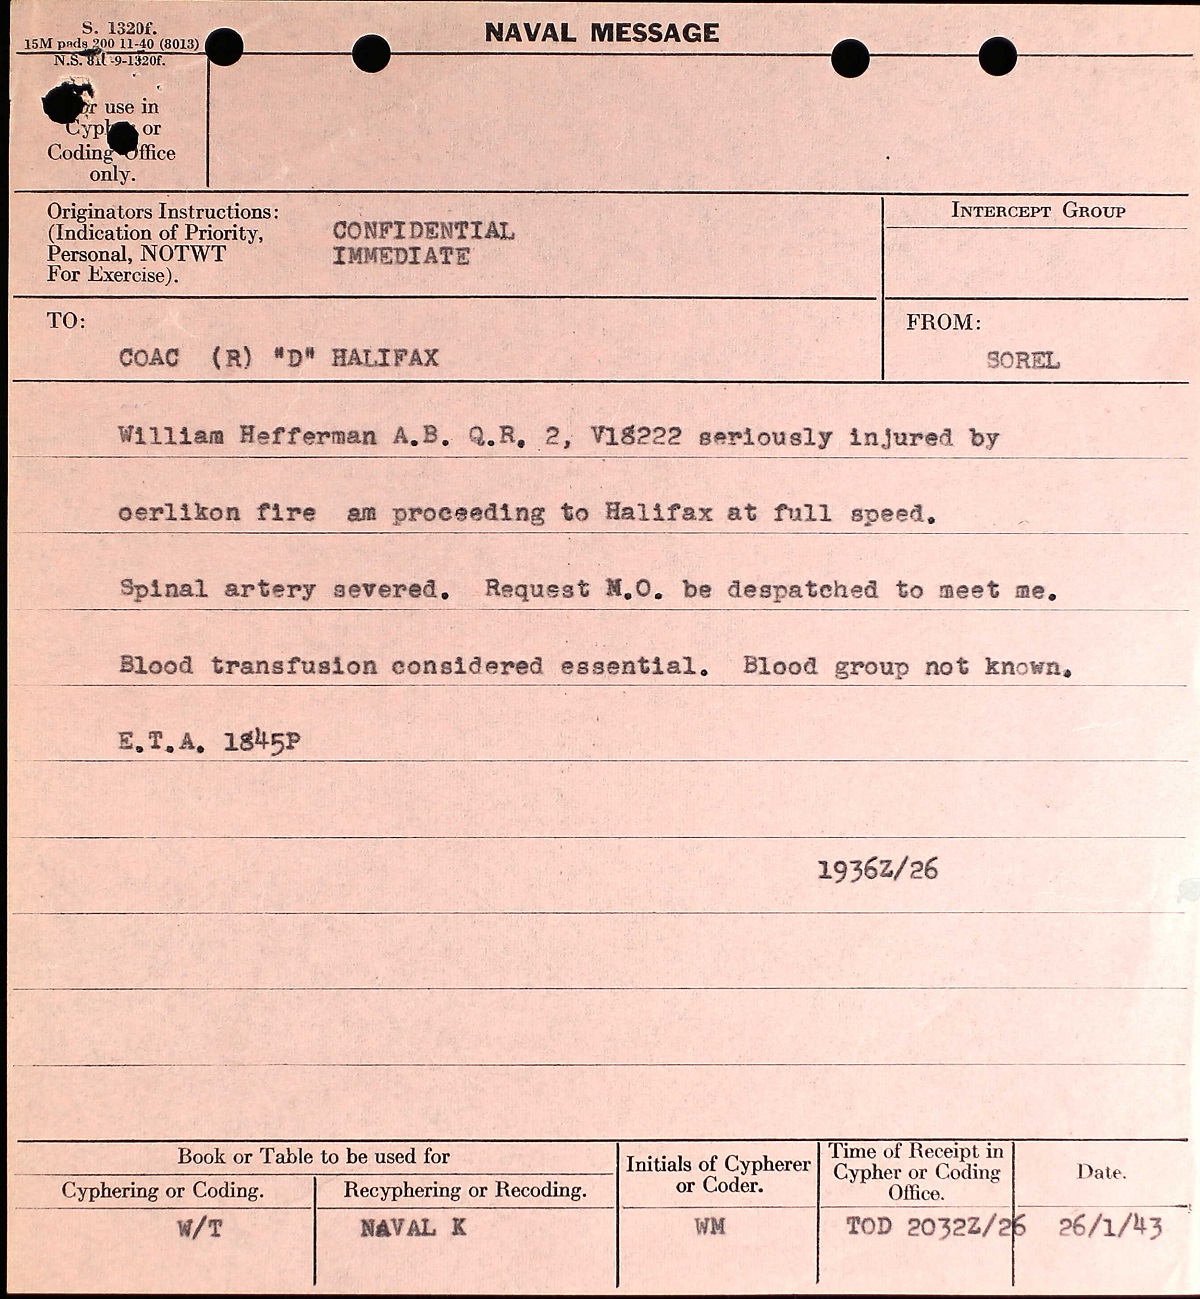 S. 1320f.
15M pads 200 11-40 (8013)
N.S. 811-9-1320f.
NAVAL MESSAGE
use in
or
Coding Office
only.
Originators Instructions:
(Indication of Priority,
Personal, NOTWT
For Exercise).
CONFIDENTIAL
IMMEDIATE
INTERCEPT GROUP
TO:
COAC (R) "D" HALIFAX
FROM:
SOREL
William Hefferman A.B. Q.R. 2, V18222 seriously injured by
oerlikon fire am proceeding to Halifax at full speed.
Spinal artery severed. Request M.O. be despatched to meet me.
Blood transfusion considered essential. Blood group not known.
E.T.A. 1845P
1936Z/26
Book or Table to be used for
Cyphering or Coding.
Recyphering or Recoding.
Initials of Cypherer
or Coder.
Time of Receipt in
Cypher or Coding
Office.
Date.
W/T
NAVAL K
WM
TOD 2032Z/26
26/1/43